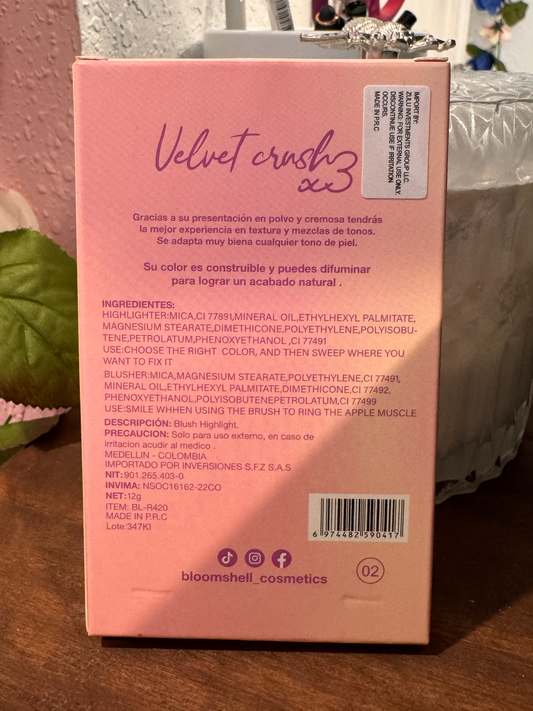 Velvet crush
x3
IMPORT BY:
ZULU INVESTMENTS GROUP LLC.
WARNING: FOR EXTERNAL USE ONLY.
DISCONTINUE USE IF IRRITATION
OCCURS.
MADE IN P.R.C
Gracias a su presentación en polvo y cremosa tendrás
la mejor experiencia en textura y mezclas de tonos.
Se adapta muy biena cualquier tono de piel.
Su color es construible y puedes difuminar
para lograr un acabado natural .
INGREDIENTES:
HIGHLIGHTER:MICA,CI 77891,MINERAL OIL,ETHYLHEXYL PALMITATE,
MAGNESIUM STEARATE,DIMETHICONE,POLYETHYLENE,POLYISOBU-
TENE,PETROLATUM,PHENOXYETHANOL ,CI 77491
USE:CHOOSE THE RIGHT COLOR, AND THEN SWEEP WHERE YOU
WANT TO FIX IT
BLUSHER:MICA,MAGNESIUM STEARATE,POLYETHYLENE,CI 77491,
MINERAL OIL,ETHYLHEXYL PALMITATE,DIMETHICONE,CI 77492,
PHENOXYETHANOL,POLYISOBUTENEPETROLATUM,CI 77499
USE:SMILE WHHEN USING THE BRUSH TO RING THE APPLE MUSCLE
DESCRIPCIÓN: Blush Highlight.
PRECAUCION: Solo para uso externo, en caso de
irritacion acudir al medico .
MEDELLIN - COLOMBIA
IMPORTADO POR INVERSIONES S.F.Z S.A.S
NIT:901.265.403-0
INVIMA: NSOC16162-22CO
NET:12g
ITEM: BL-R420
MADE IN P.R.C
Lote:347KI
6 974482 590417
bloomshell_cosmetics
02